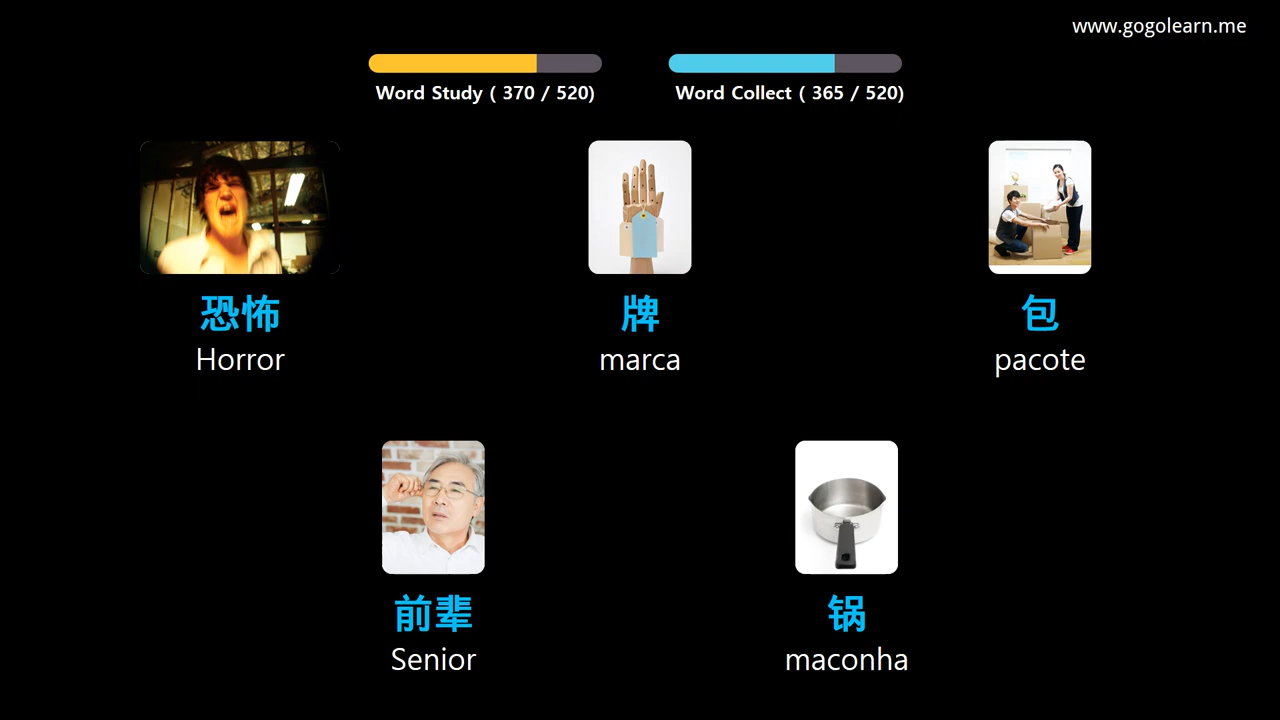 www.gogolearn.me
Word Study ( 370 / 520)
Word Collect ( 365 / 520)
恐怖
Horror
牌
marca
包
pacote
前辈
Senior
锅
maconha